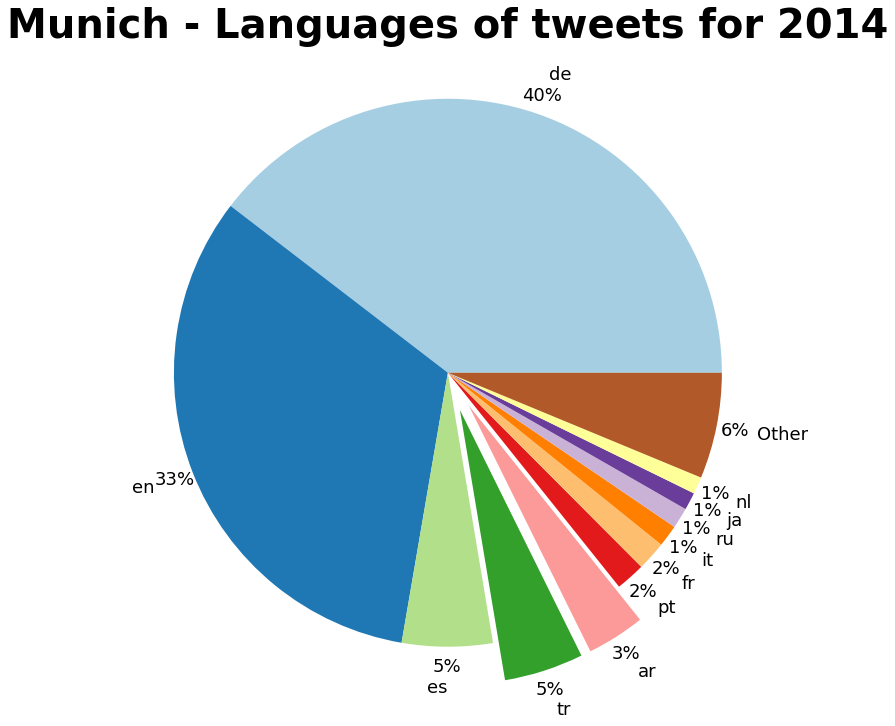 Munich - Languages of tweets for 2014
de
40%
en
33%
5%
es
5%
tr
3%
ar
2%
pt
2%
fr
1%
it
1%
ru
1%
ja
1%
nl
6%
Other